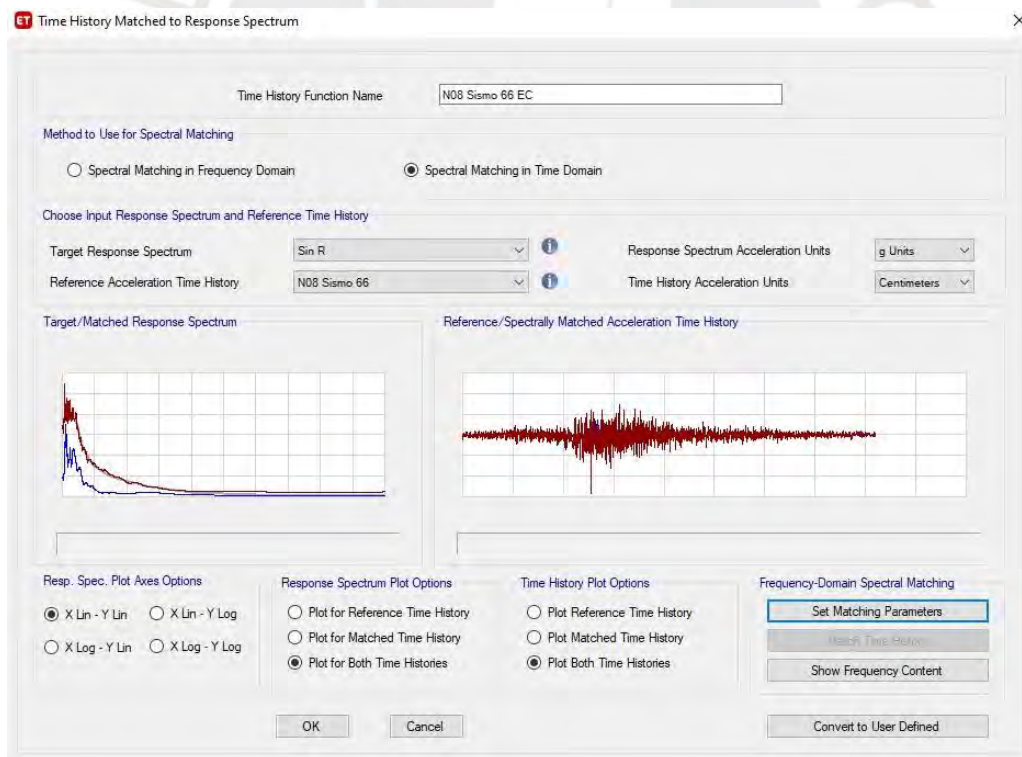 ET Time History Matched to Response Spectrum
Time History Function Name N08 Sismo 66 EC
Method to Use for Spectral Matching
Spectral Matching in Frequency Domain Spectral Matching in Time Domain
Choose Input Response Spectrum and Reference Time History
Target Response Spectrum Sin R Response Spectrum Acceleration Units g Units
Reference Acceleration Time History N08 Sismo 66 Time History Acceleration Units Centimeters
Target/Matched Response Spectrum Reference/Spectrally Matched Acceleration Time History
Resp. Spec. Plot Axes Options Response Spectrum Plot Options Time History Plot Options Frequency-Domain Spectral Matching
X Lin - Y Lin X Lin - Y Log Plot for Reference Time History Plot Reference Time History Set Matching Parameters
Plot for Matched Time History Plot Matched Time History Match Time History
X Log - Y Lin X Log - Y Log Plot for Both Time Histories Plot Both Time Histories Show Frequency Content
OK Cancel Convert to User Defined